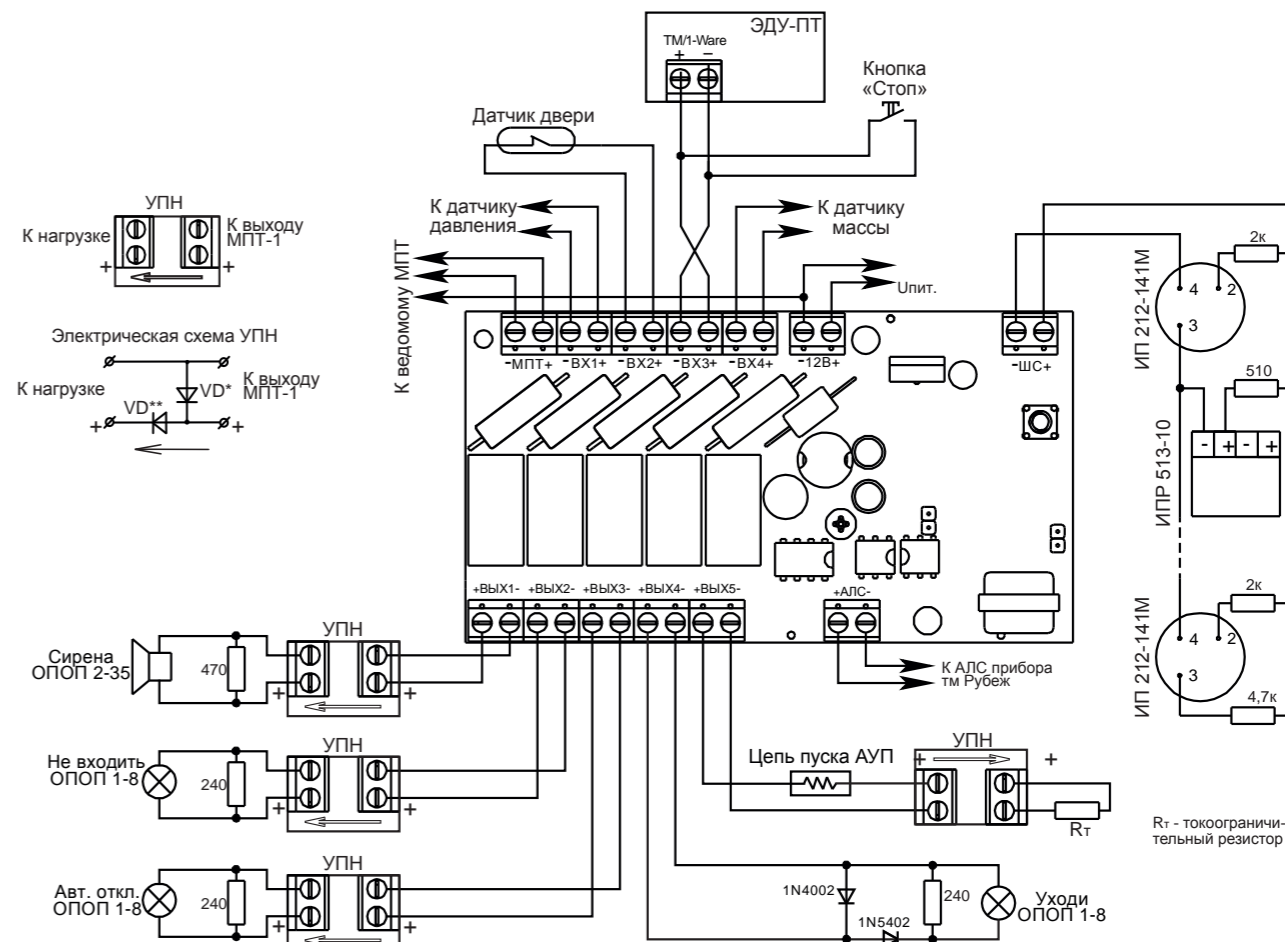 ЭДУ-ПТ
TM/1-Ware
+ −
Кнопка
«Стоп»
Датчик двери
УПН
К нагрузке
К выходу
МПТ-1
+ +
К датчику
давления
К датчику
массы
К ведомому МПТ
Uпит.
Электрическая схема УПН
К нагрузке
К выходу
МПТ-1
VD*
VD**
+ +
-МПТ+ -ВХ1+ -ВХ2+ -ВХ3+ -ВХ4+ -12В+ -ШС+
ИП 212-141М
2к
4 2
3
510
ИПР 513-10
- + - +
ИП 212-141М
2к
4 2
3
4,7к
+ВЫХ1- +ВЫХ2- +ВЫХ3- +ВЫХ4- +ВЫХ5- +АЛС-
К АЛС прибора
тм Рубеж
Сирена
ОПОП 2-35
470
УПН
+ +
Не входить
ОПОП 1-8
240
УПН
+ +
Авт. откл.
ОПОП 1-8
240
УПН
+ +
Цепь пуска АУП
УПН
+ +
Rт
Rт - токоограничи-
тельный резистор
1N4002
1N5402
240
Уходи
ОПОП 1-8